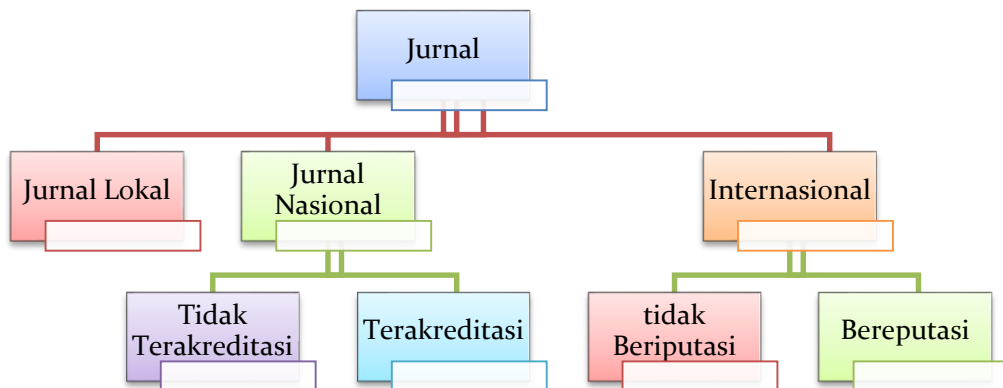 Jurnal
Jurnal Lokal
Jurnal
Nasional
Internasional
Tidak
Terakreditasi
Terakreditasi
tidak
Beriputasi
Bereputasi